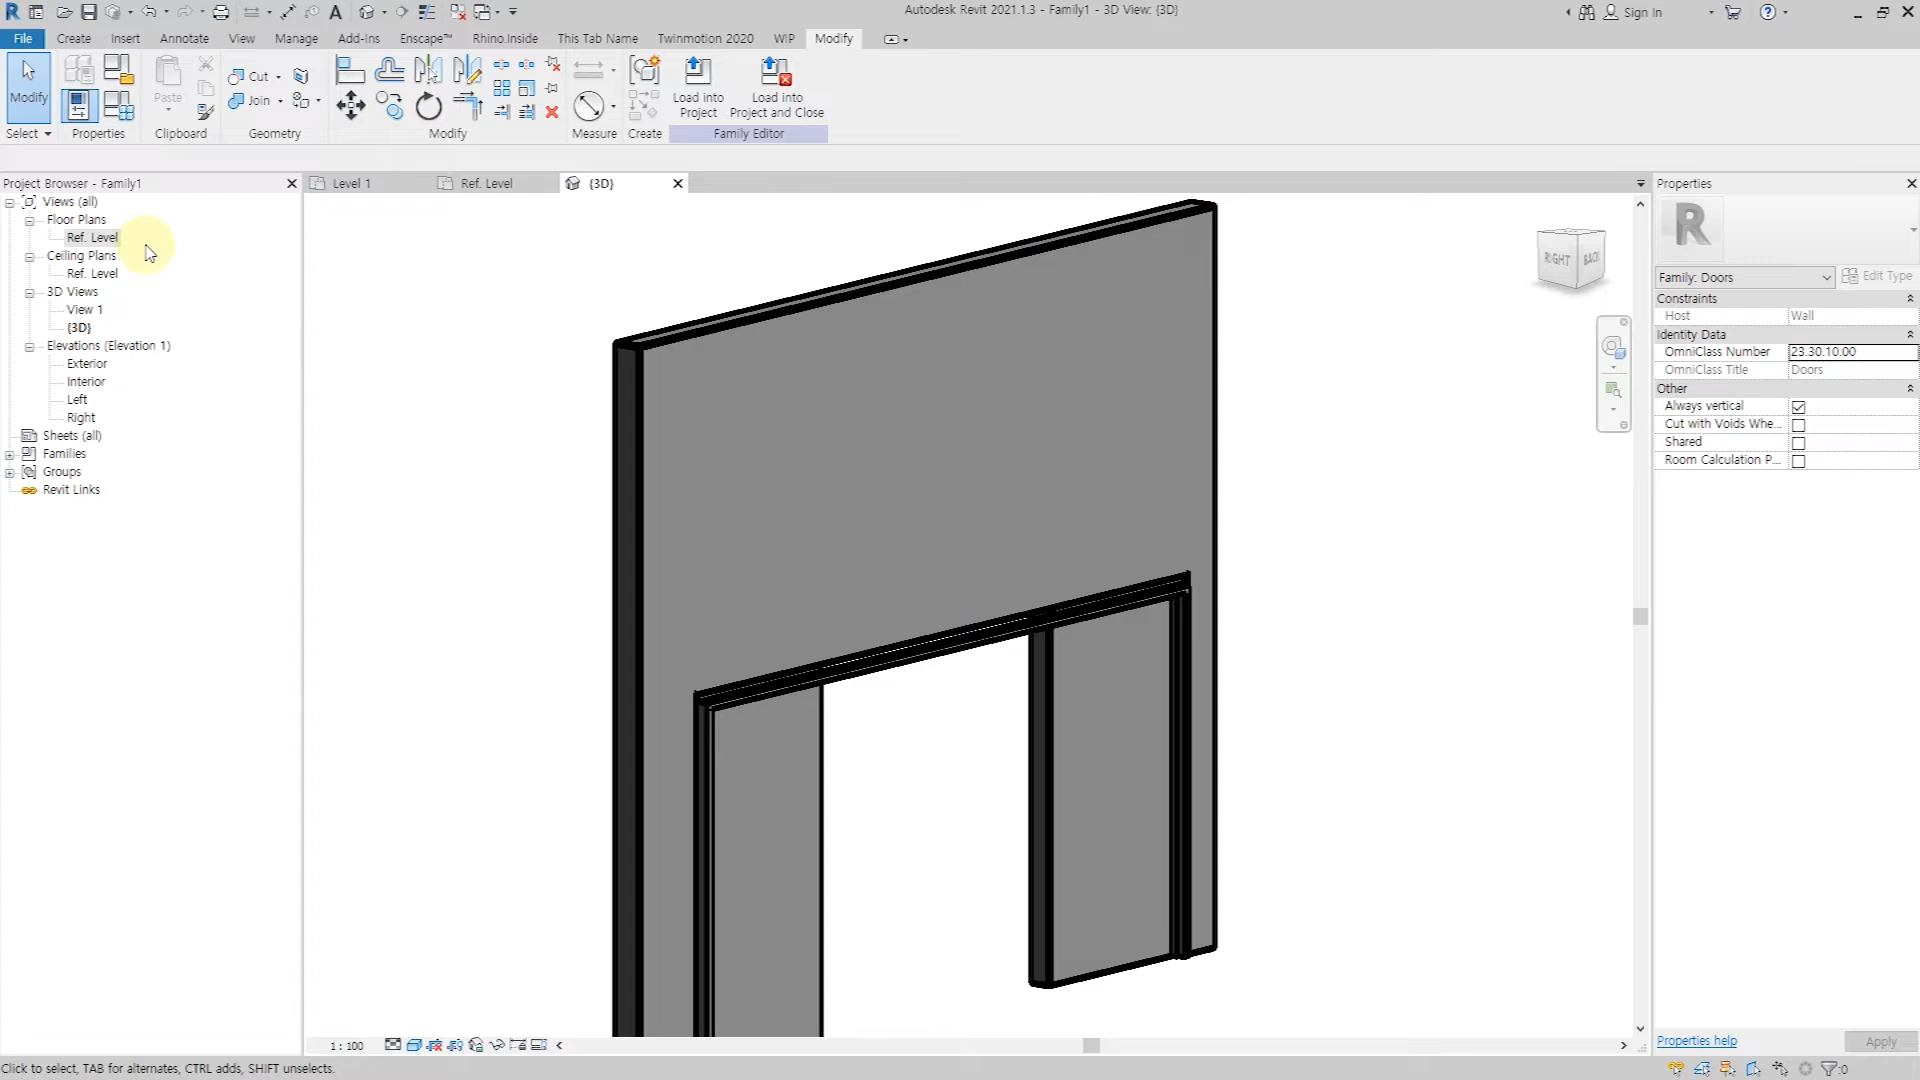 Autodesk Revit 2021.1.3 - Family1 - 3D View: {3D}
Sign In
File Create Insert Annotate View Manage Add-Ins Enscape™ Rhino.Inside This Tab Name Twinmotion 2020 WIP Modify
Modify
Paste
Cut
Join
Load into
Project
Load into
Project and Close
Select Properties Clipboard Geometry Modify Measure Create Family Editor
Project Browser - Family1
Level 1
Ref. Level
{3D}
Properties
Views (all)
Floor Plans
Ref. Level
Ceiling Plans
Ref. Level
3D Views
View 1
{3D}
Elevations (Elevation 1)
Exterior
Interior
Left
Right
Sheets (all)
Families
Groups
Revit Links
RIGHT
BACK
Family: Doors
Edit Type
Constraints
Host Wall
Identity Data
OmniClass Number 23.30.10.00
OmniClass Title Doors
Other
Always vertical
Cut with Voids Whe...
Shared
Room Calculation P...
1 : 100
Properties help
Apply
Click to select, TAB for alternates, CTRL adds, SHIFT unselects.
:0